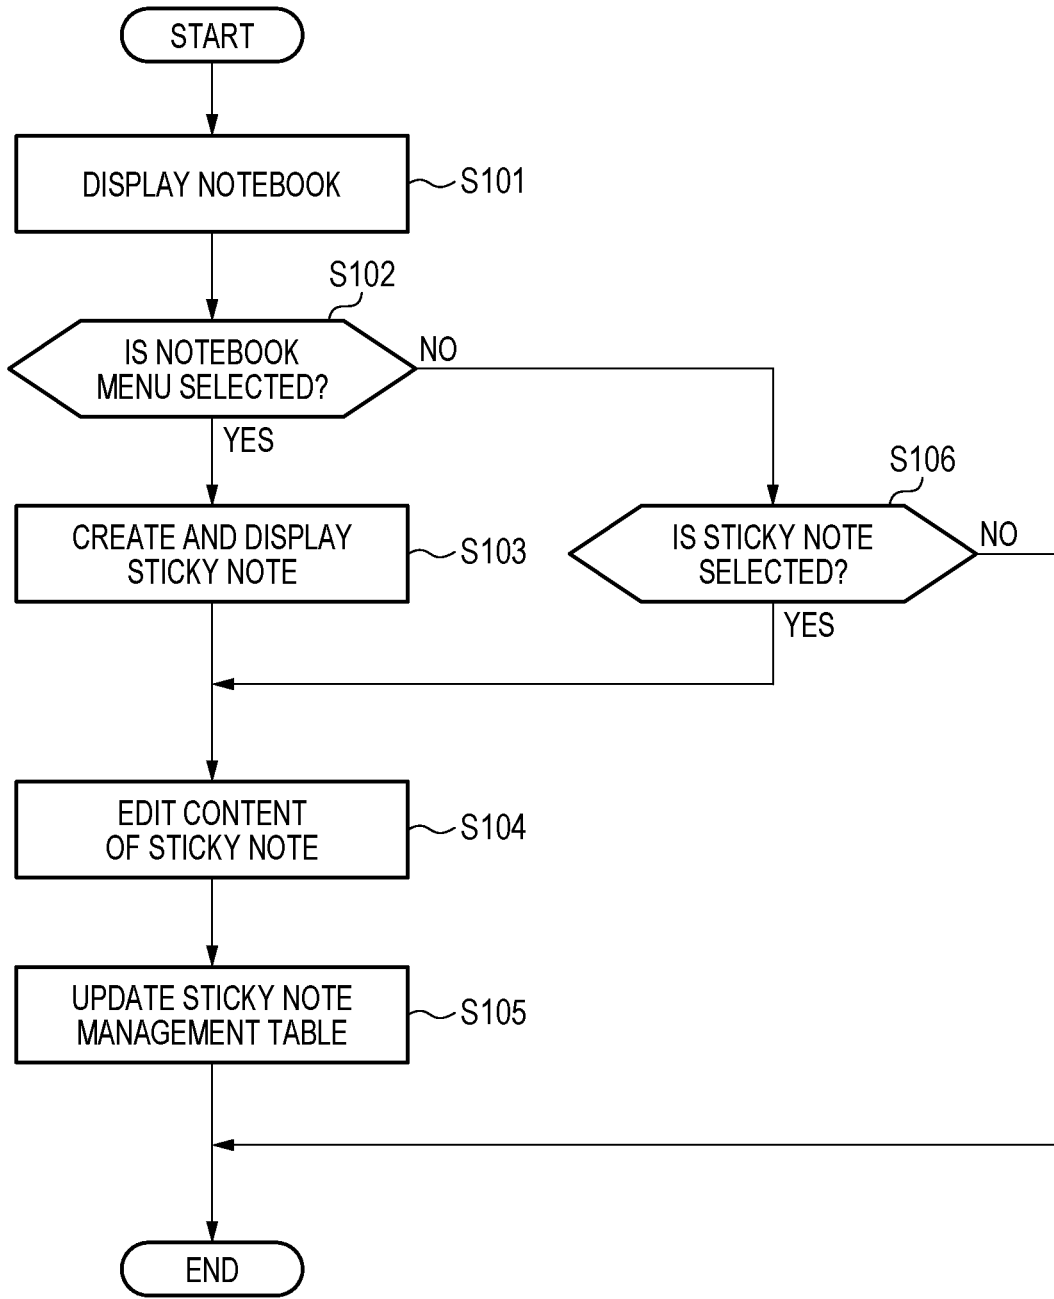 START
DISPLAY NOTEBOOK
S101
S102
IS NOTEBOOK
MENU SELECTED?
NO
YES
S106
CREATE AND DISPLAY
STICKY NOTE
S103
IS STICKY NOTE
SELECTED?
NO
YES
EDIT CONTENT
OF STICKY NOTE
S104
UPDATE STICKY NOTE
MANAGEMENT TABLE
S105
END